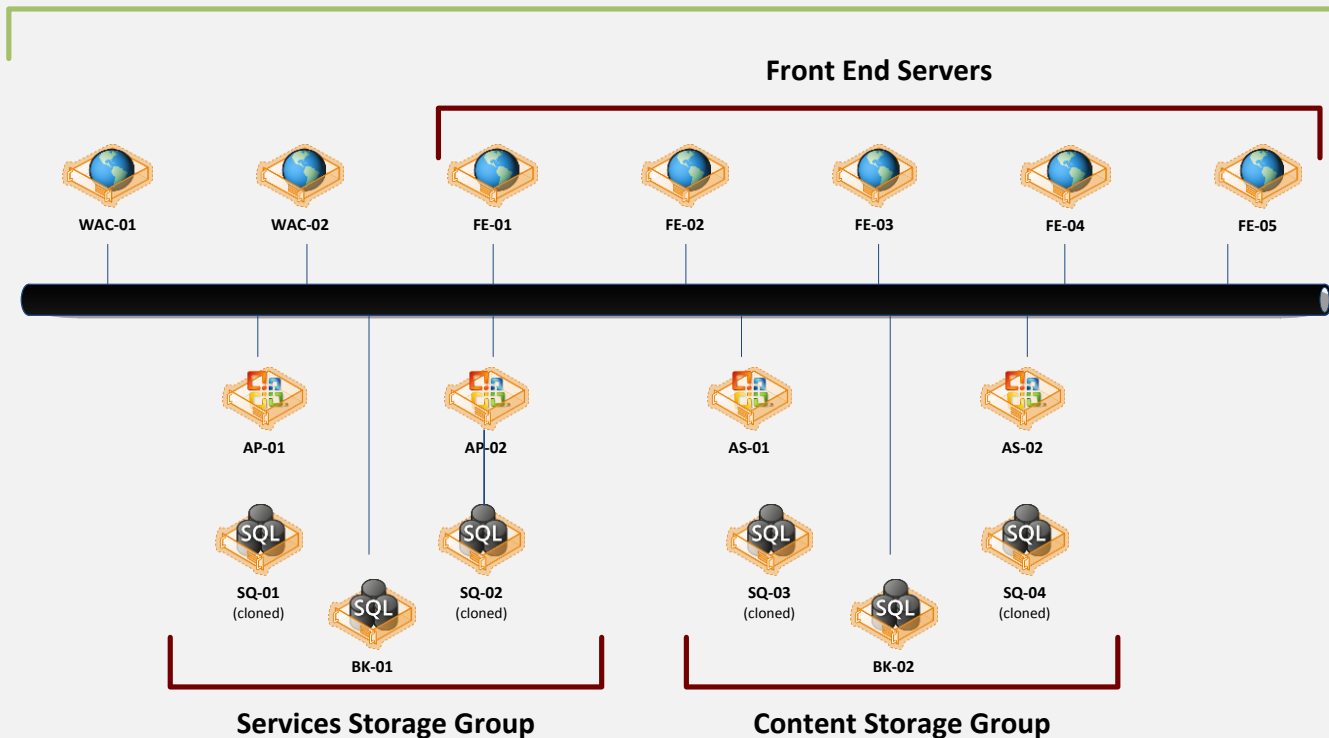 Front End Servers
WAC-01
WAC-02
FE-01
FE-02
FE-03
FE-04
FE-05
AP-01
AP-02
AS-01
AS-02
SQL
SQL
SQL
SQL
SQ-01
(cloned)
SQ-02
(cloned)
SQ-03
(cloned)
SQ-04
(cloned)
SQL
SQL
BK-01
BK-02
Services Storage Group
Content Storage Group